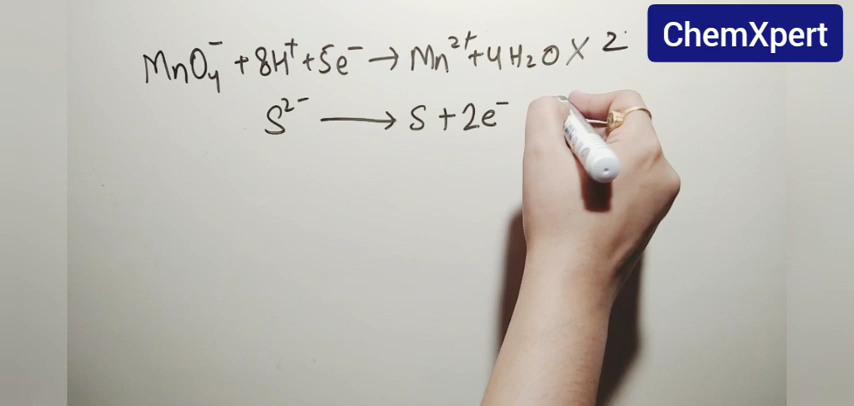 ChemXpert
MnO₄⁻ + 8H⁺ + 5e⁻ → Mn²⁺ + 4H₂O X 2
S²⁻ → S + 2e⁻